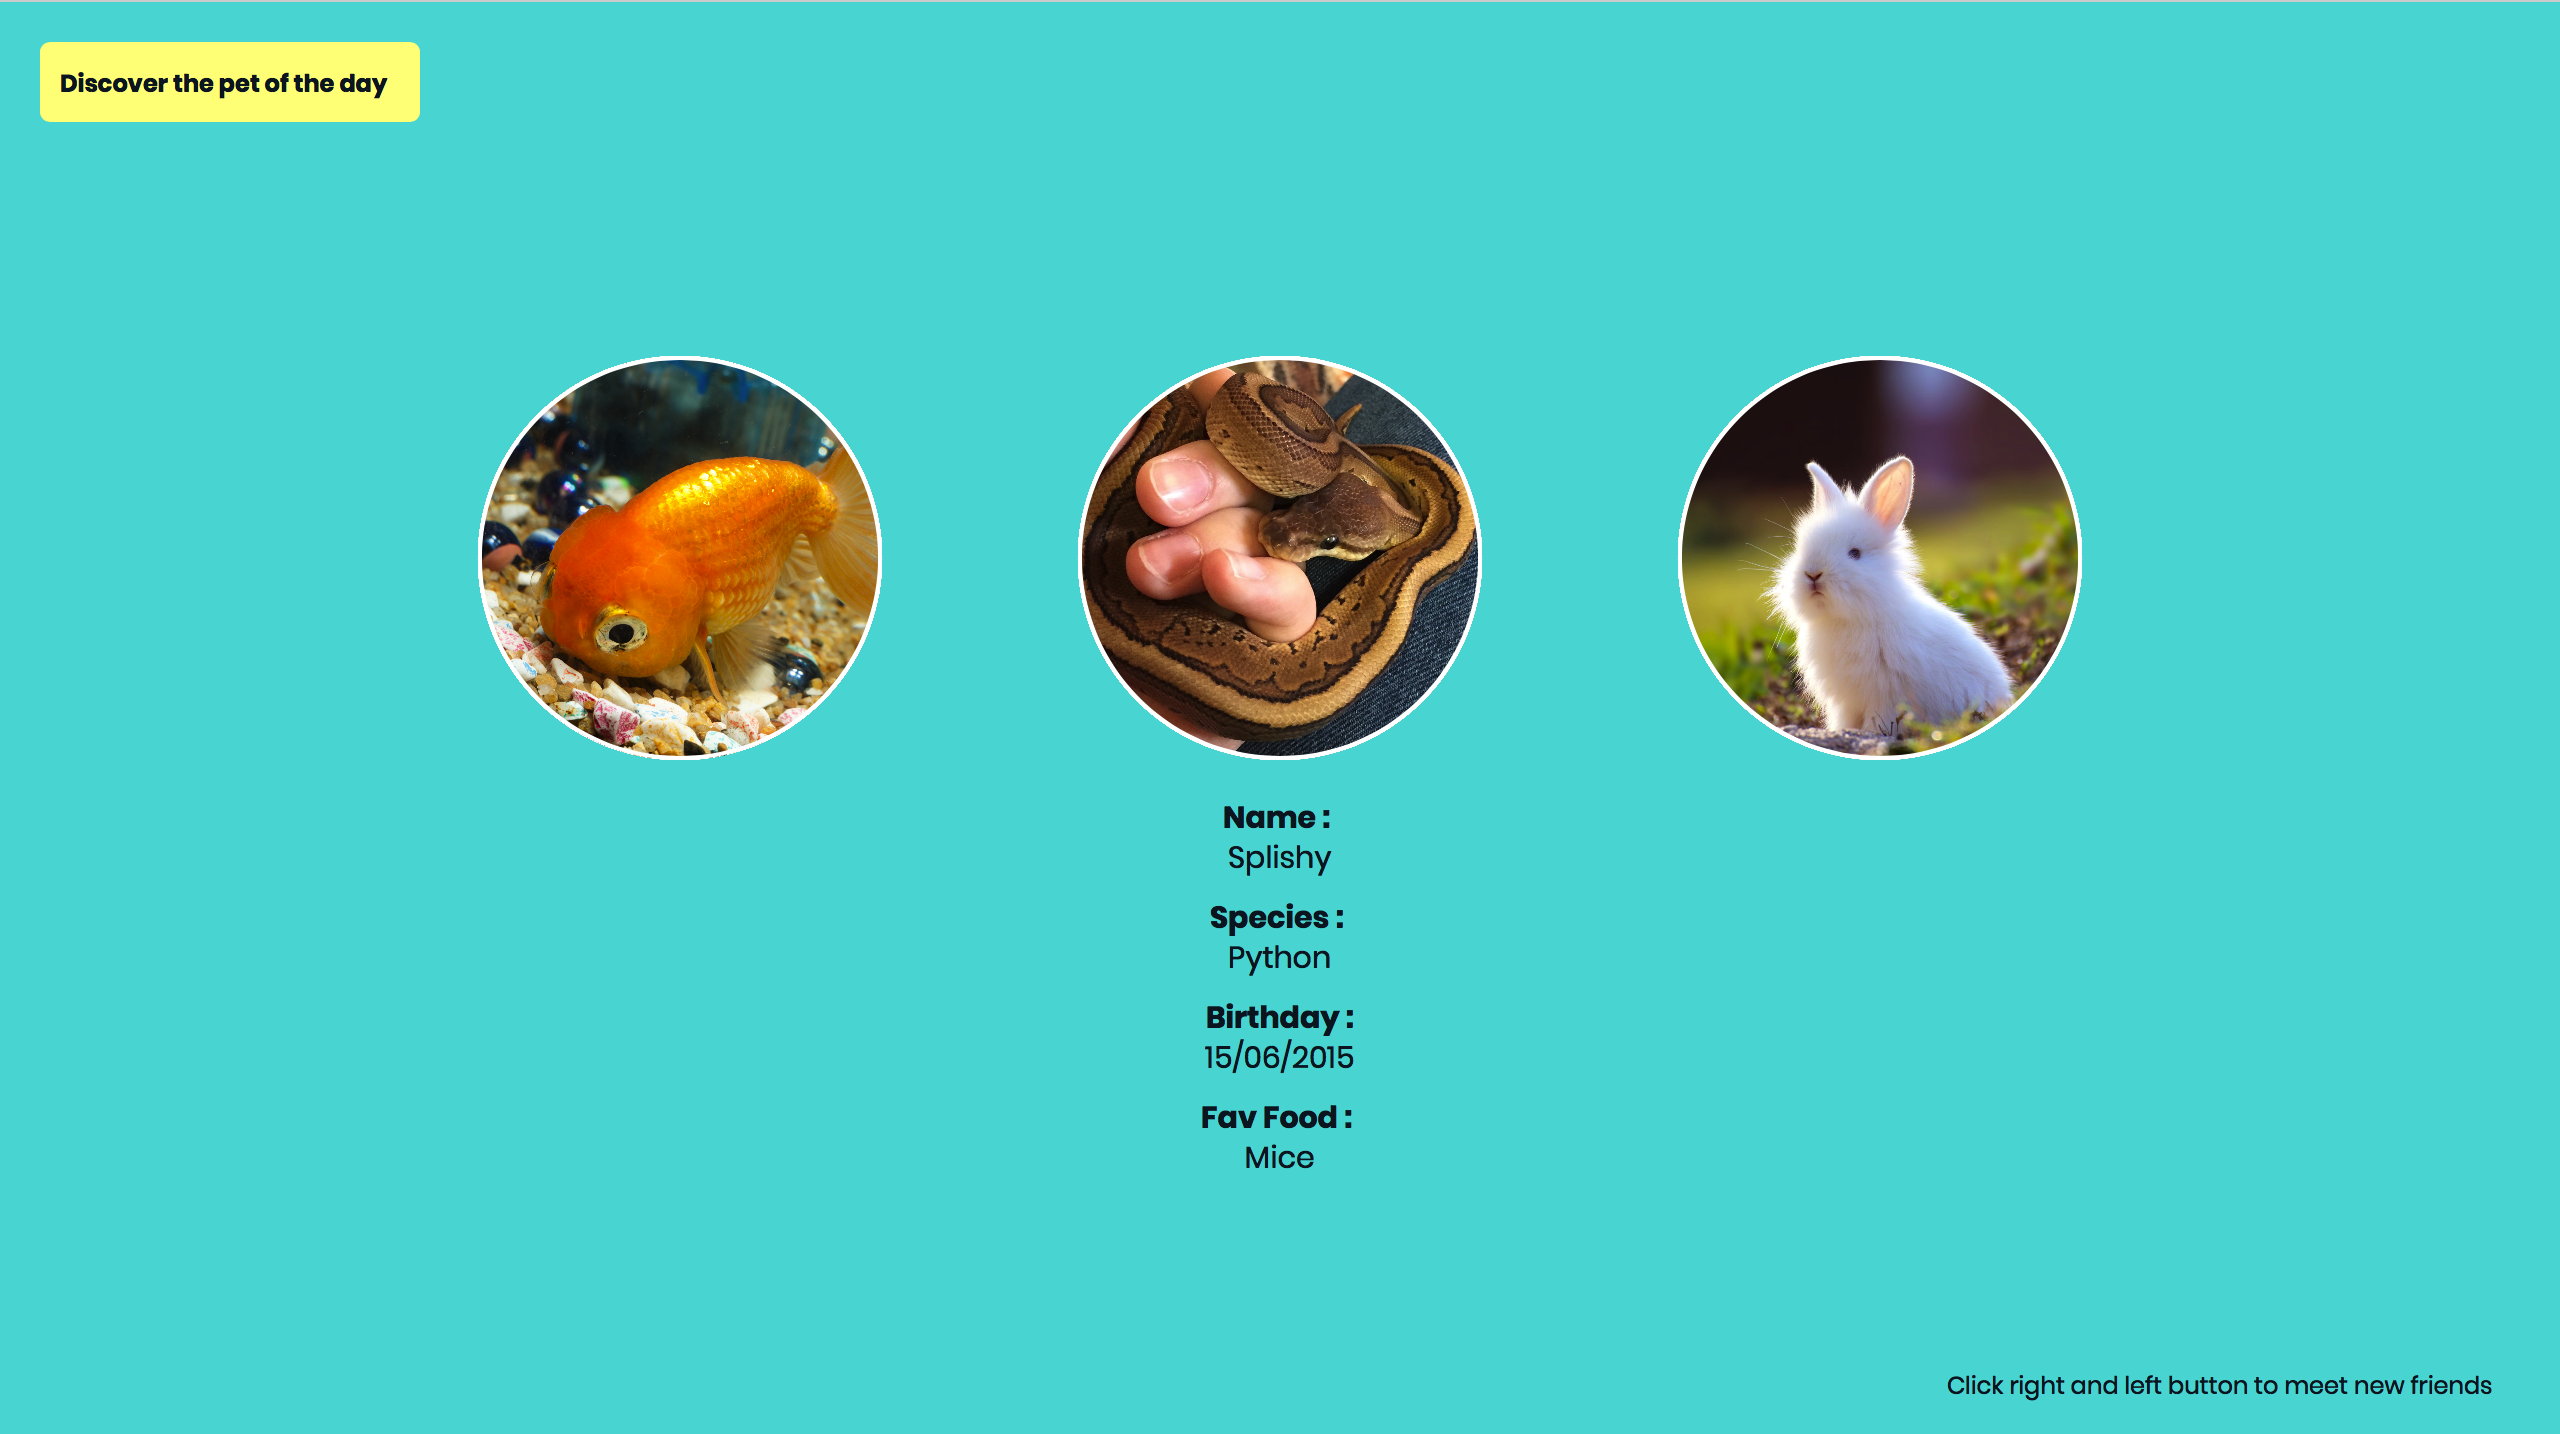 Discover the pet of the day
Name :
Splishy
Species :
Python
Birthday :
15/06/2015
Fav Food :
Mice
Click right and left button to meet new friends